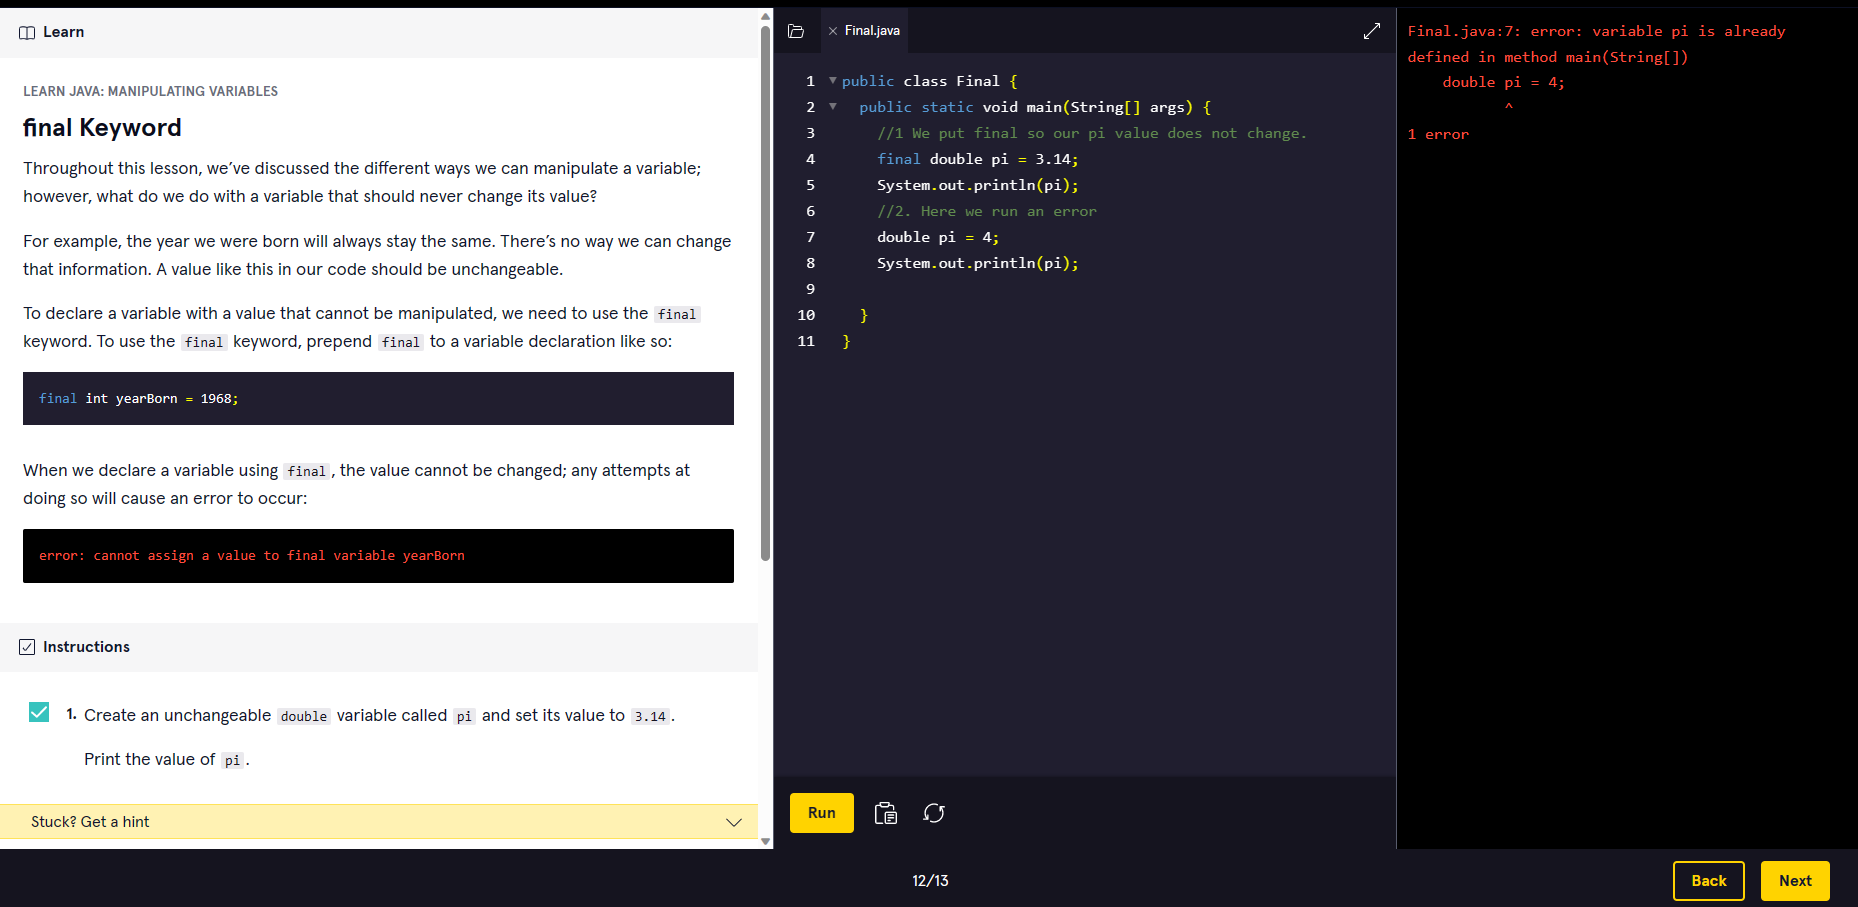 Learn
LEARN JAVA: MANIPULATING VARIABLES
final Keyword
Throughout this lesson, we’ve discussed the different ways we can manipulate a variable;
however, what do we do with a variable that should never change its value?
For example, the year we were born will always stay the same. There’s no way we can change
that information. A value like this in our code should be unchangeable.
To declare a variable with a value that cannot be manipulated, we need to use the final
keyword. To use the final keyword, prepend final to a variable declaration like so:
final int yearBorn = 1968;
When we declare a variable using final, the value cannot be changed; any attempts at
doing so will cause an error to occur:
error: cannot assign a value to final variable yearBorn
Instructions
1. Create an unchangeable double variable called pi and set its value to 3.14.
Print the value of pi.
Stuck? Get a hint
Final.java
1 public class Final {
2 public static void main(String[] args) {
3 //1 We put final so our pi value does not change.
4 final double pi = 3.14;
5 System.out.println(pi);
6 //2. Here we run an error
7 double pi = 4;
8 System.out.println(pi);
9
10 }
11 }
Run
Final.java:7: error: variable pi is already
defined in method main(String[])
double pi = 4;
^
1 error
12/13
Back
Next